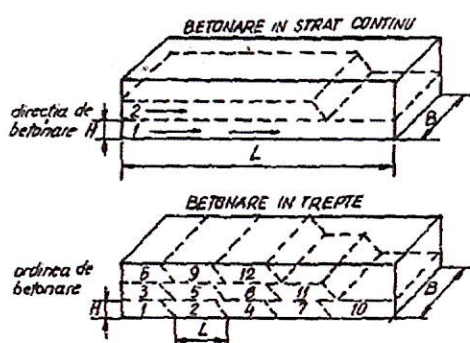 BETONARE IN STRAT CONTINU
directia de
betonare H
2
1
L
B
BETONARE IN TREPTE
ordinea de
betonare
6 9 12
3 5 8 11
H 1 2 4 7 10
L
B